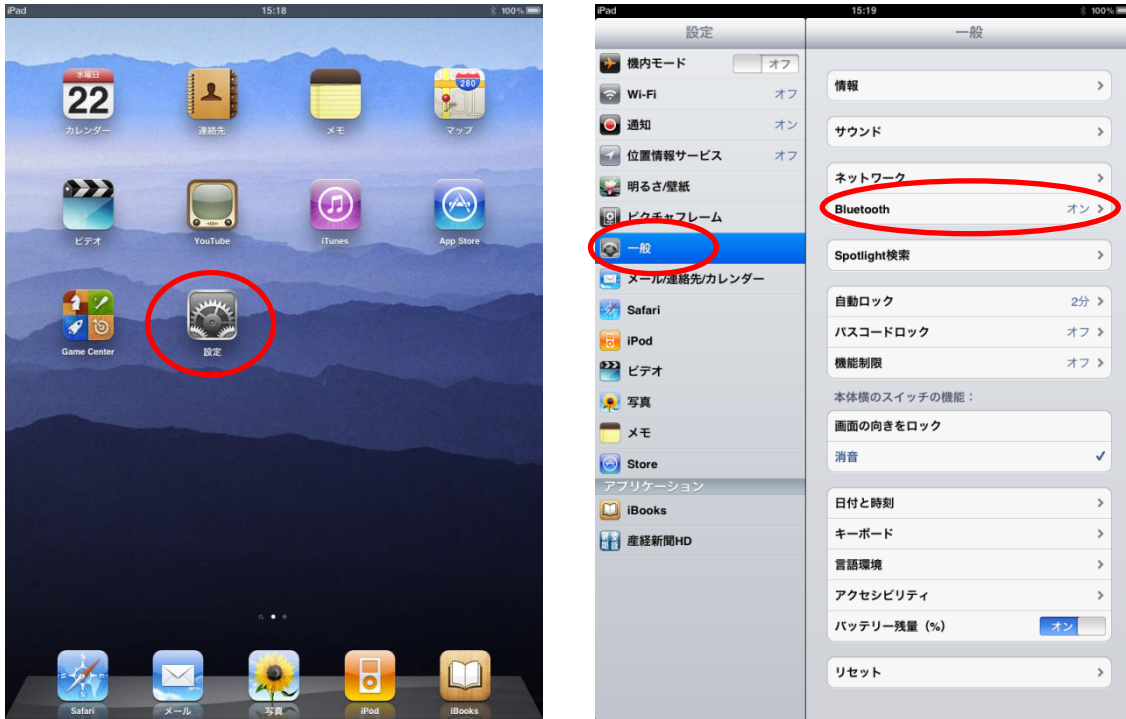 iPad 15:18 100%
水曜日
22
280
カレンダー 連絡先 メモ マップ
ビデオ YouTube iTunes App Store
Game Center 設定
Safari メール 写真 iPod iBooks
iPad 15:19 100%
設定
機内モード オフ
Wi-Fi オフ
通知 オン
位置情報サービス オフ
明るさ/壁紙
ピクチャフレーム
一般
メール/連絡先/カレンダー
Safari
iPod
ビデオ
写真
メモ
Store
アプリケーション
iBooks
産経新聞HD
一般
情報
サウンド
ネットワーク
Bluetooth オン
Spotlight検索
自動ロック 2分
パスコードロック オフ
機能制限 オフ
本体横のスイッチの機能：
画面の向きをロック
消音
日付と時刻
キーボード
言語環境
アクセシビリティ
バッテリー残量（%） オン
リセット